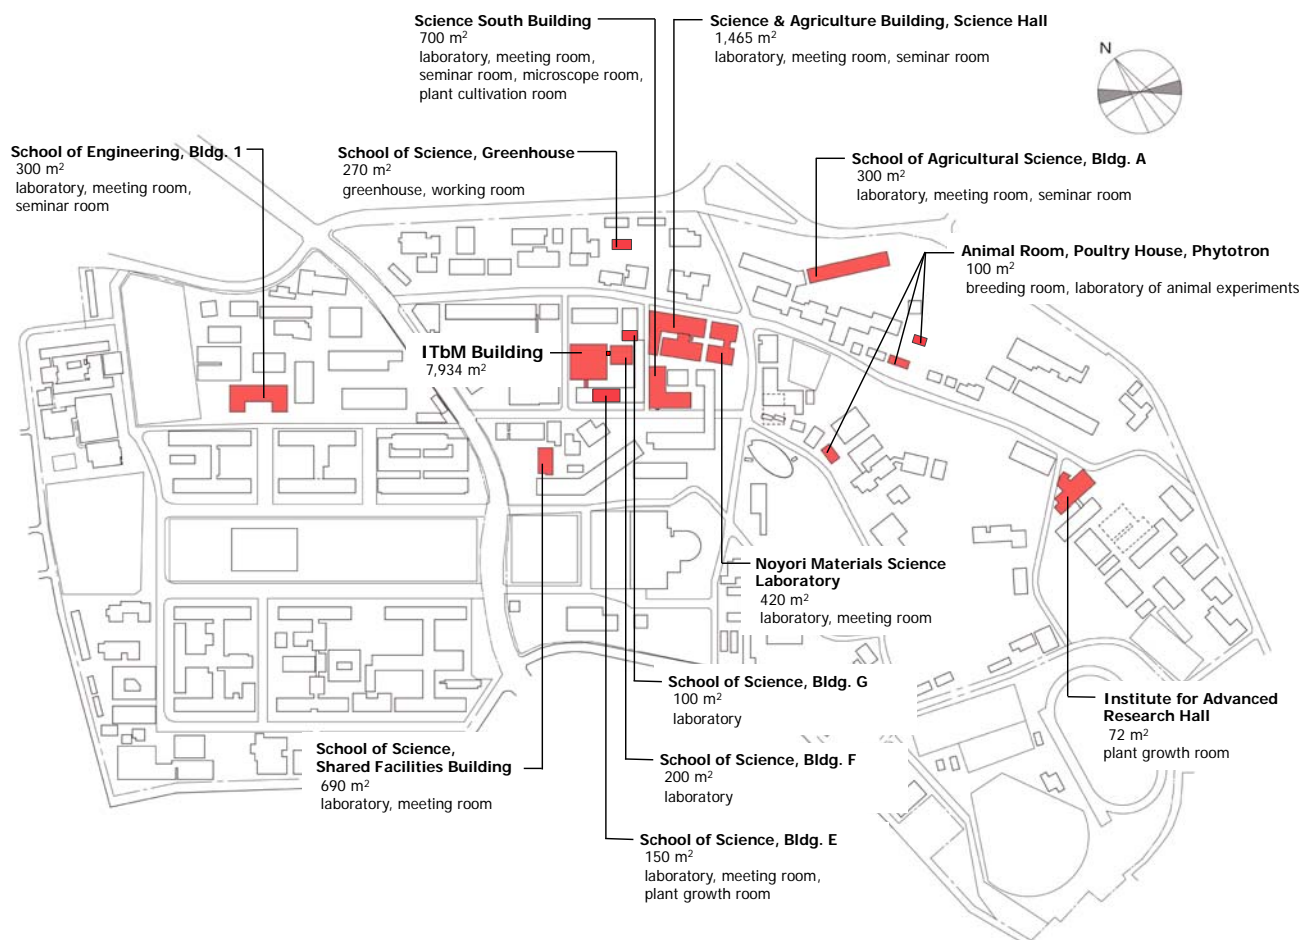 Science South Building
700 m²
laboratory, meeting room,
seminar room, microscope room,
plant cultivation room
Science & Agriculture Building, Science Hall
1,465 m²
laboratory, meeting room, seminar room
N
School of Engineering, Bldg. 1
300 m²
laboratory, meeting room,
seminar room
School of Science, Greenhouse
270 m²
greenhouse, working room
School of Agricultural Science, Bldg. A
300 m²
laboratory, meeting room, seminar room
Animal Room, Poultry House, Phytotron
100 m²
breeding room, laboratory of animal experiments
ITbM Building
7,934 m²
Noyori Materials Science
Laboratory
420 m²
laboratory, meeting room
School of Science, Bldg. G
100 m²
laboratory
Institute for Advanced
Research Hall
72 m²
plant growth room
School of Science,
Shared Facilities Building
690 m²
laboratory, meeting room
School of Science, Bldg. F
200 m²
laboratory
School of Science, Bldg. E
150 m²
laboratory, meeting room,
plant growth room